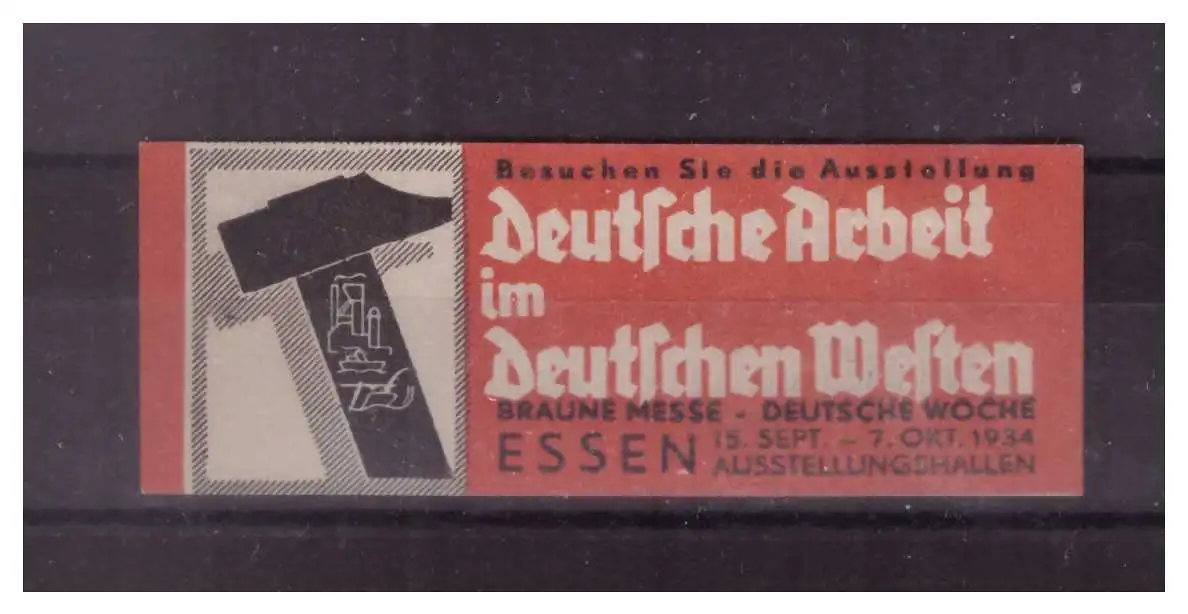 Besuchen Sie die Ausstellung
Deutſche Arbeit
im
Deutſchen Weſten
BRAUNE MESSE - DEUTSCHE WOCHE
ESSEN 15. SEPT. – 7. OKT. 1934
AUSSTELLUNGSHALLEN